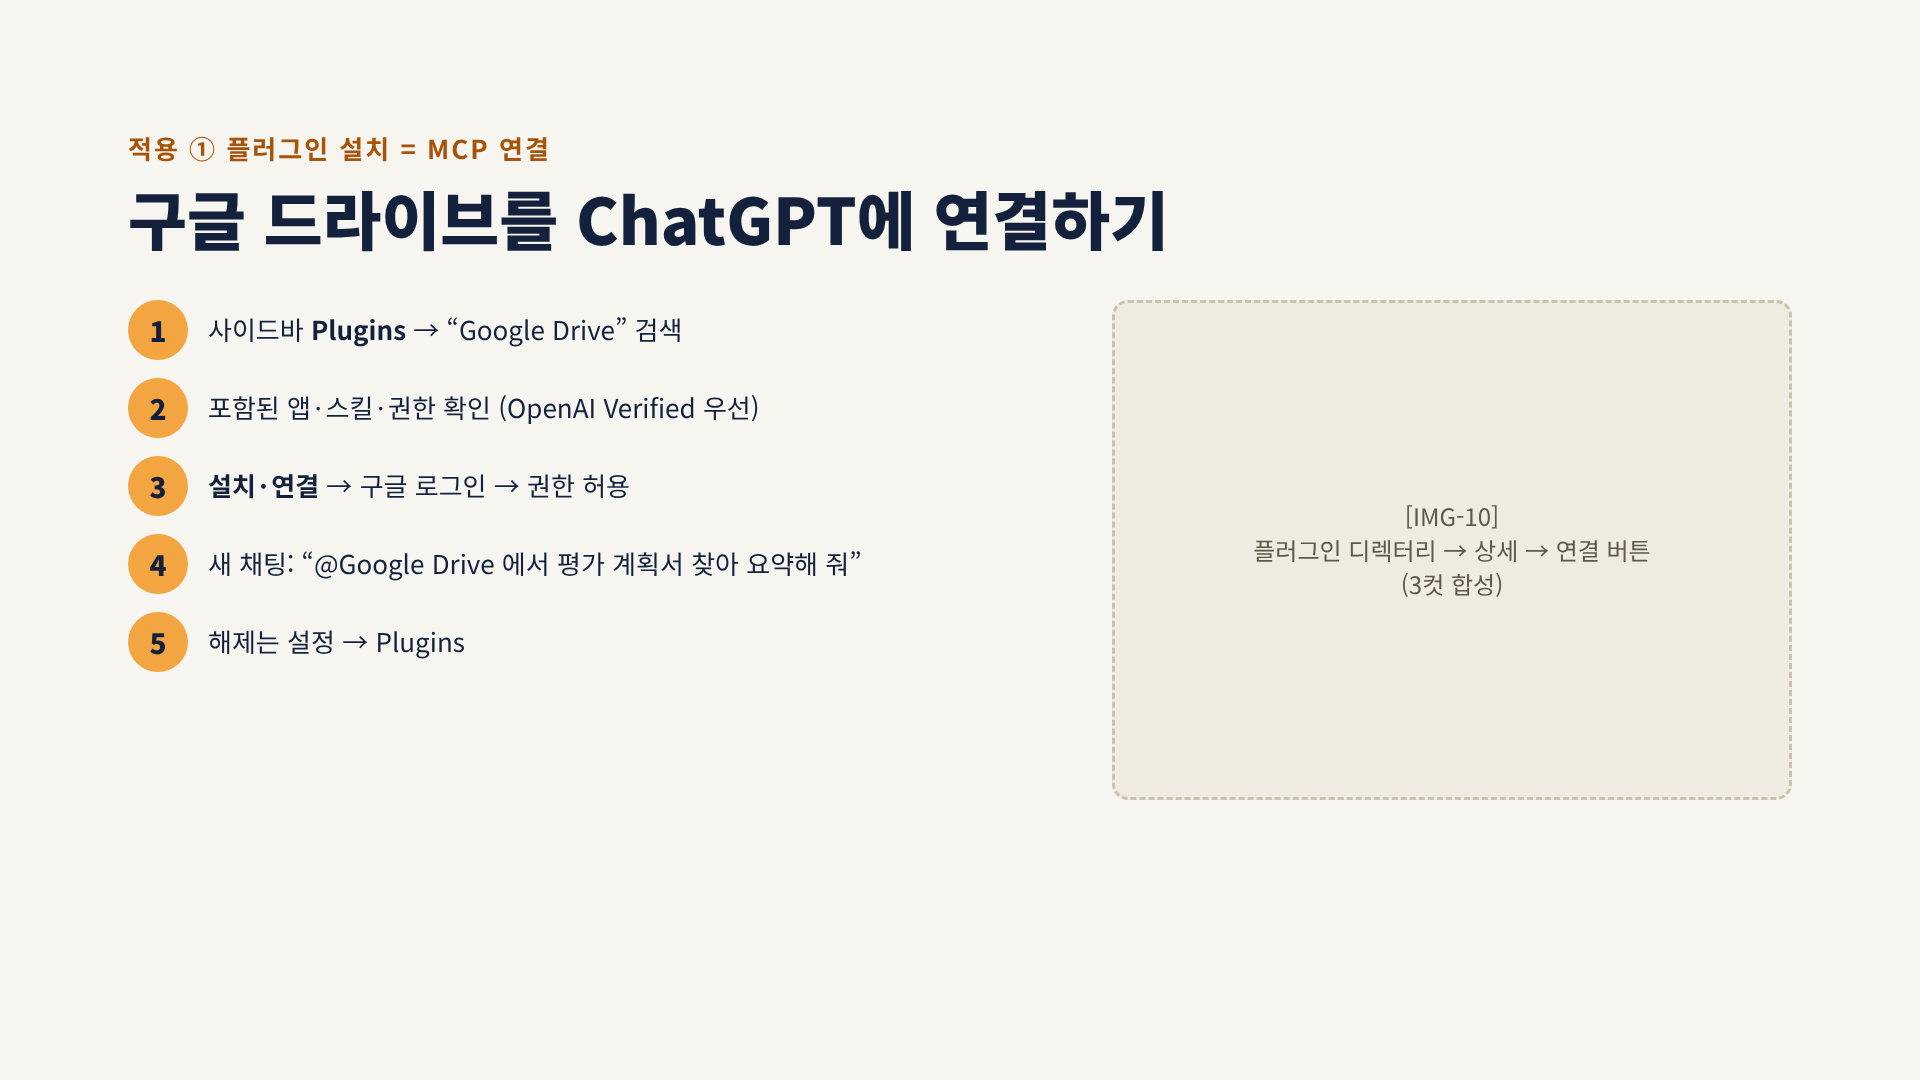 적용 ① 플러그인 설치 = MCP 연결
구글 드라이브를 ChatGPT에 연결하기
1 사이드바 Plugins → “Google Drive” 검색
2 포함된 앱·스킬·권한 확인 (OpenAI Verified 우선)
3 설치·연결 → 구글 로그인 → 권한 허용
4 새 채팅: “@Google Drive 에서 평가 계획서 찾아 요약해 줘”
5 해제는 설정 → Plugins
[IMG-10]
플러그인 디렉터리 → 상세 → 연결 버튼
(3컷 합성)